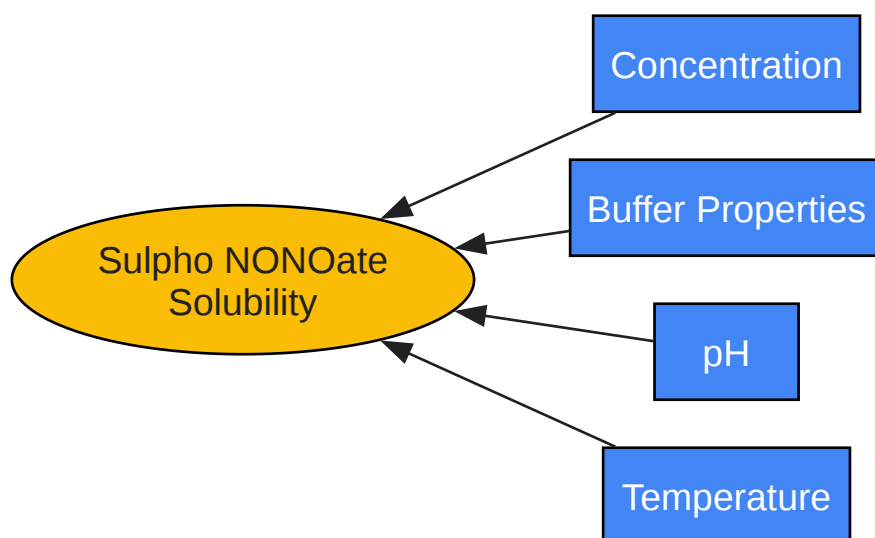 Concentration
Buffer Properties
Sulpho NONOate
Solubility
pH
Temperature